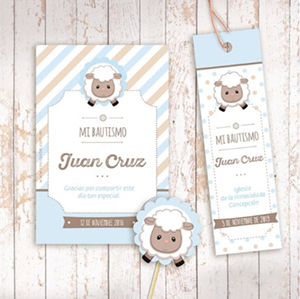 MI BAUTISMO
Juan Cruz
Gracias por compartir este
día tan especial.
MI BAUTISMO
Juan Cruz
Iglesia
de la Inmaculada
Concepción